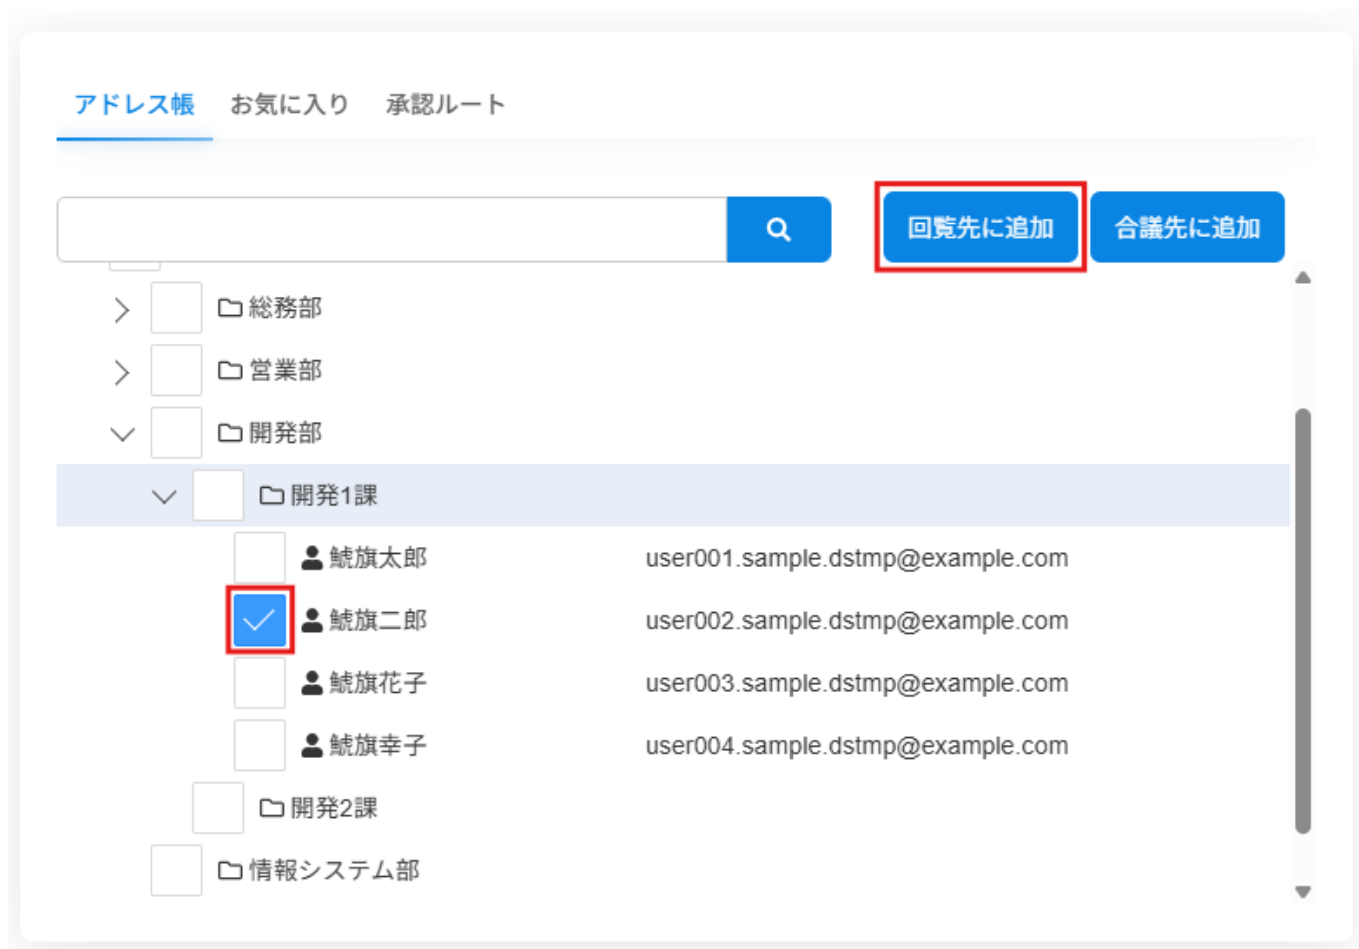 アドレス帳 お気に入り 承認ルート
回覧先に追加 合議先に追加
総務部
営業部
開発部
開発1課
鯱旗太郎 user001.sample.dstmp@example.com
鯱旗二郎 user002.sample.dstmp@example.com
鯱旗花子 user003.sample.dstmp@example.com
鯱旗幸子 user004.sample.dstmp@example.com
開発2課
情報システム部